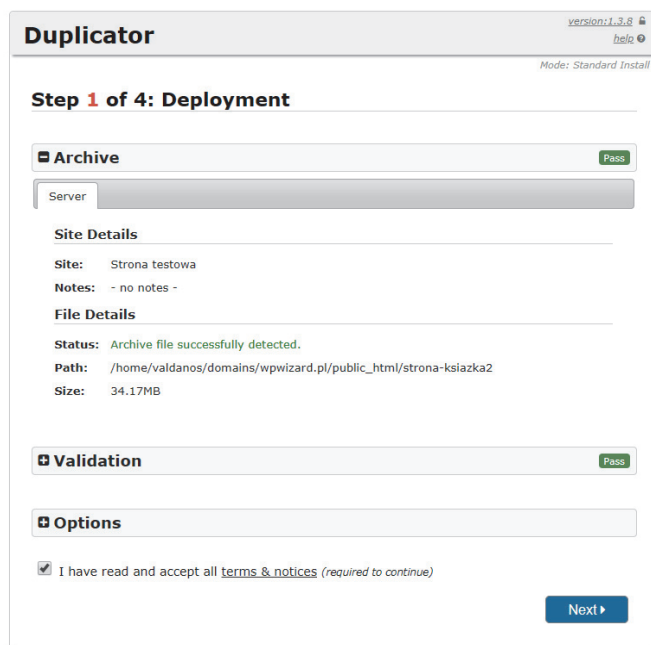 Duplicator
version:1.3.8
help
Mode: Standard Install
Step 1 of 4: Deployment
Archive
Pass
Server
Site Details
Site: Strona testowa
Notes: - no notes -
File Details
Status: Archive file successfully detected.
Path: /home/valdanos/domains/wpwizard.pl/public_html/strona-ksiazka2
Size: 34.17MB
Validation
Pass
Options
I have read and accept all terms & notices (required to continue)
Next